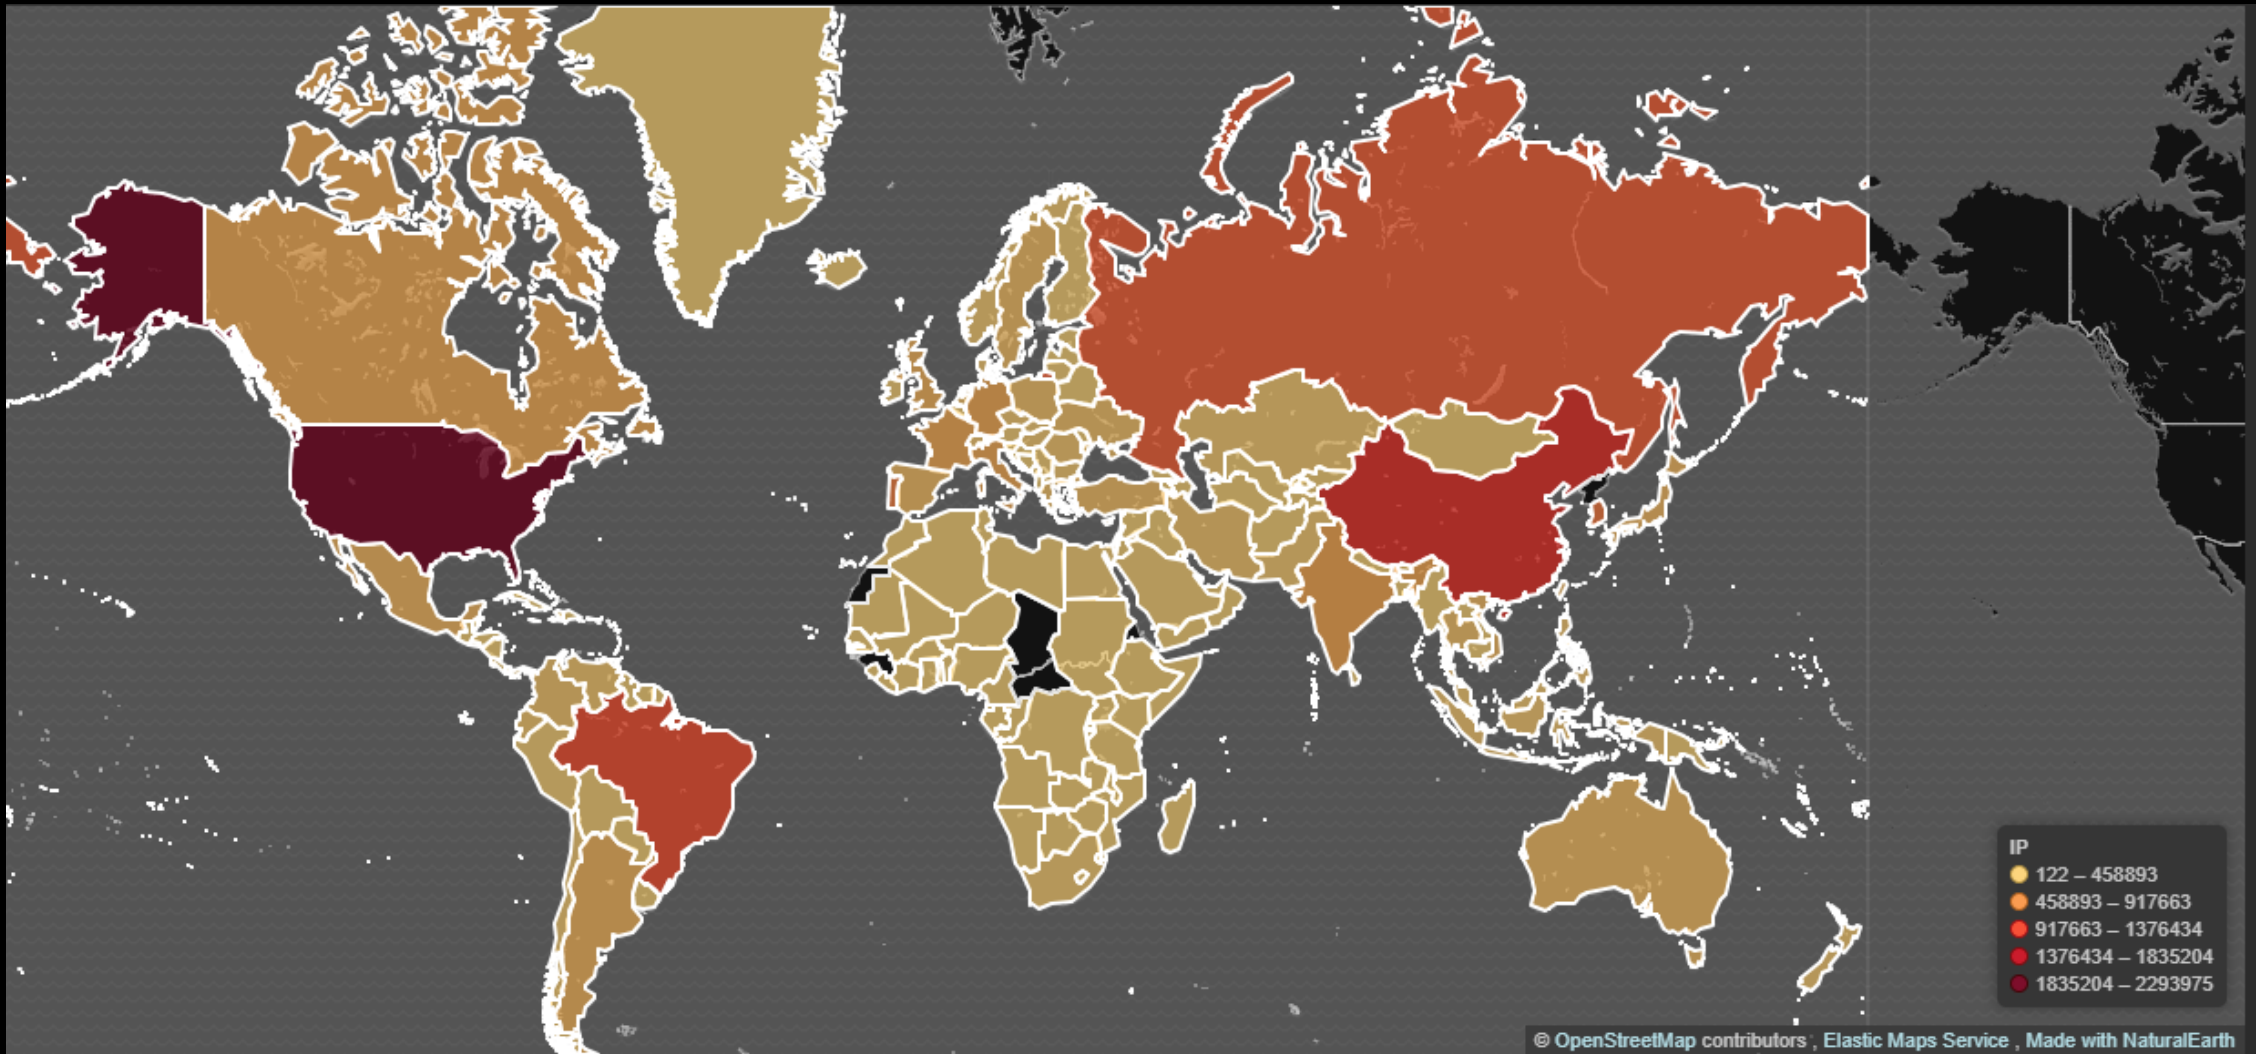 IP
122 – 458893
458893 – 917663
917663 – 1376434
1376434 – 1835204
1835204 – 2293975
© OpenStreetMap contributors , Elastic Maps Service , Made with NaturalEarth